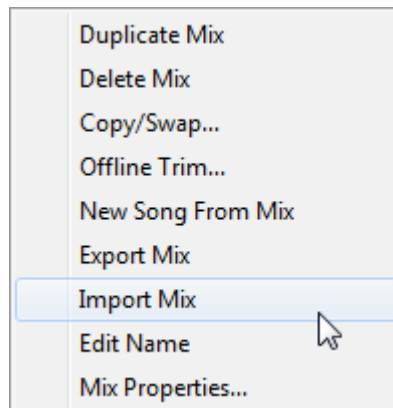 Duplicate Mix
Delete Mix
Copy/Swap...
Offline Trim...
New Song From Mix
Export Mix
Import Mix
Edit Name
Mix Properties...